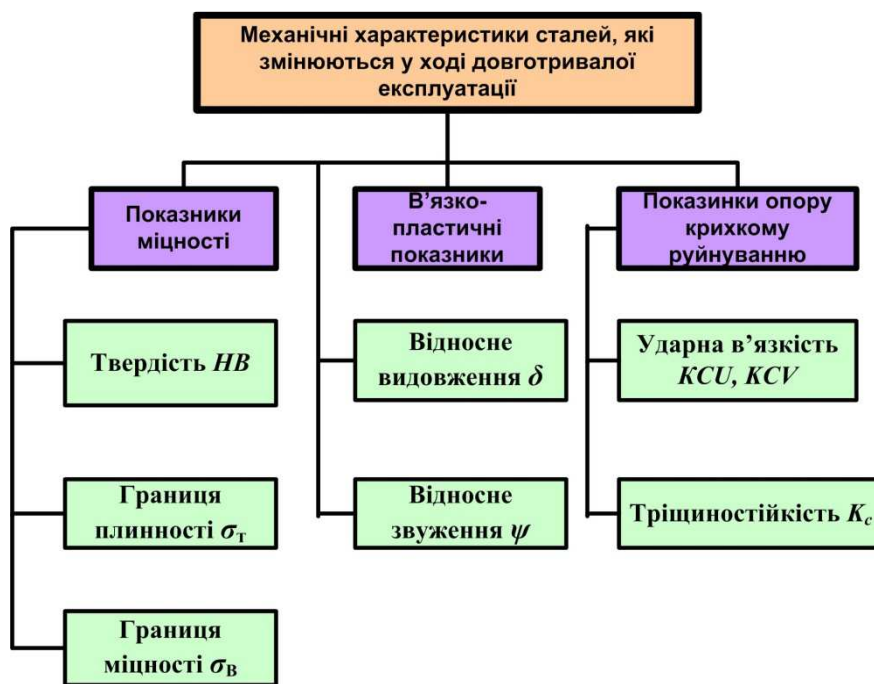 Механічні характеристики сталей, які
змінюються у ході довготривалої
експлуатації
Показники
міцності
В’язко-
пластичні
показники
Показинки опору
крихкому
руйнуванню
Твердість HB
Відносне
видовження δ
Ударна в’язкість
KCU, KCV
Границя
плинності σт
Відносне
звуження ψ
Тріщиностійкість Kc
Границя
міцності σВ